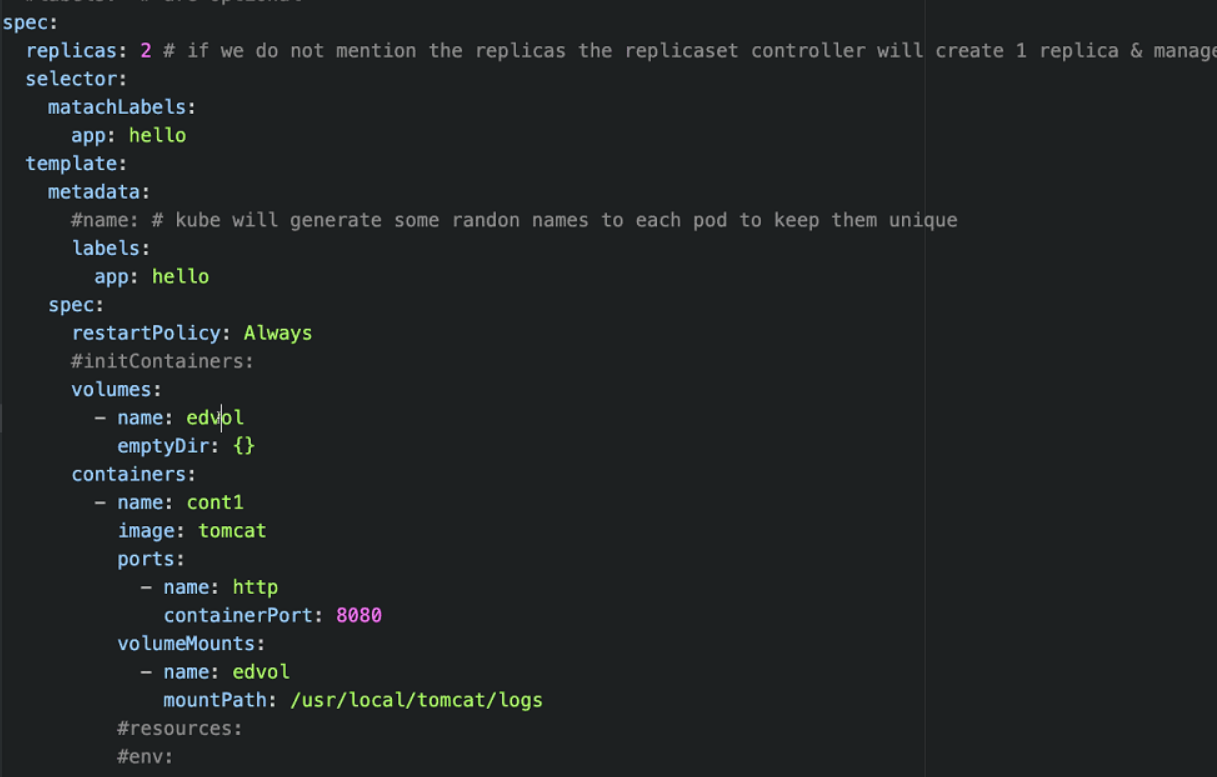 spec:
  replicas: 2 # if we do not mention the replicas the replicaset controller will create 1 replica & manage
  selector:
    matachLabels:
      app: hello
  template:
    metadata:
      #name: # kube will generate some randon names to each pod to keep them unique
      labels:
        app: hello
    spec:
      restartPolicy: Always
      #initContainers:
      volumes:
        - name: edvol
          emptyDir: {}
      containers:
        - name: cont1
          image: tomcat
          ports:
            - name: http
              containerPort: 8080
          volumeMounts:
            - name: edvol
              mountPath: /usr/local/tomcat/logs
          #resources:
          #env: